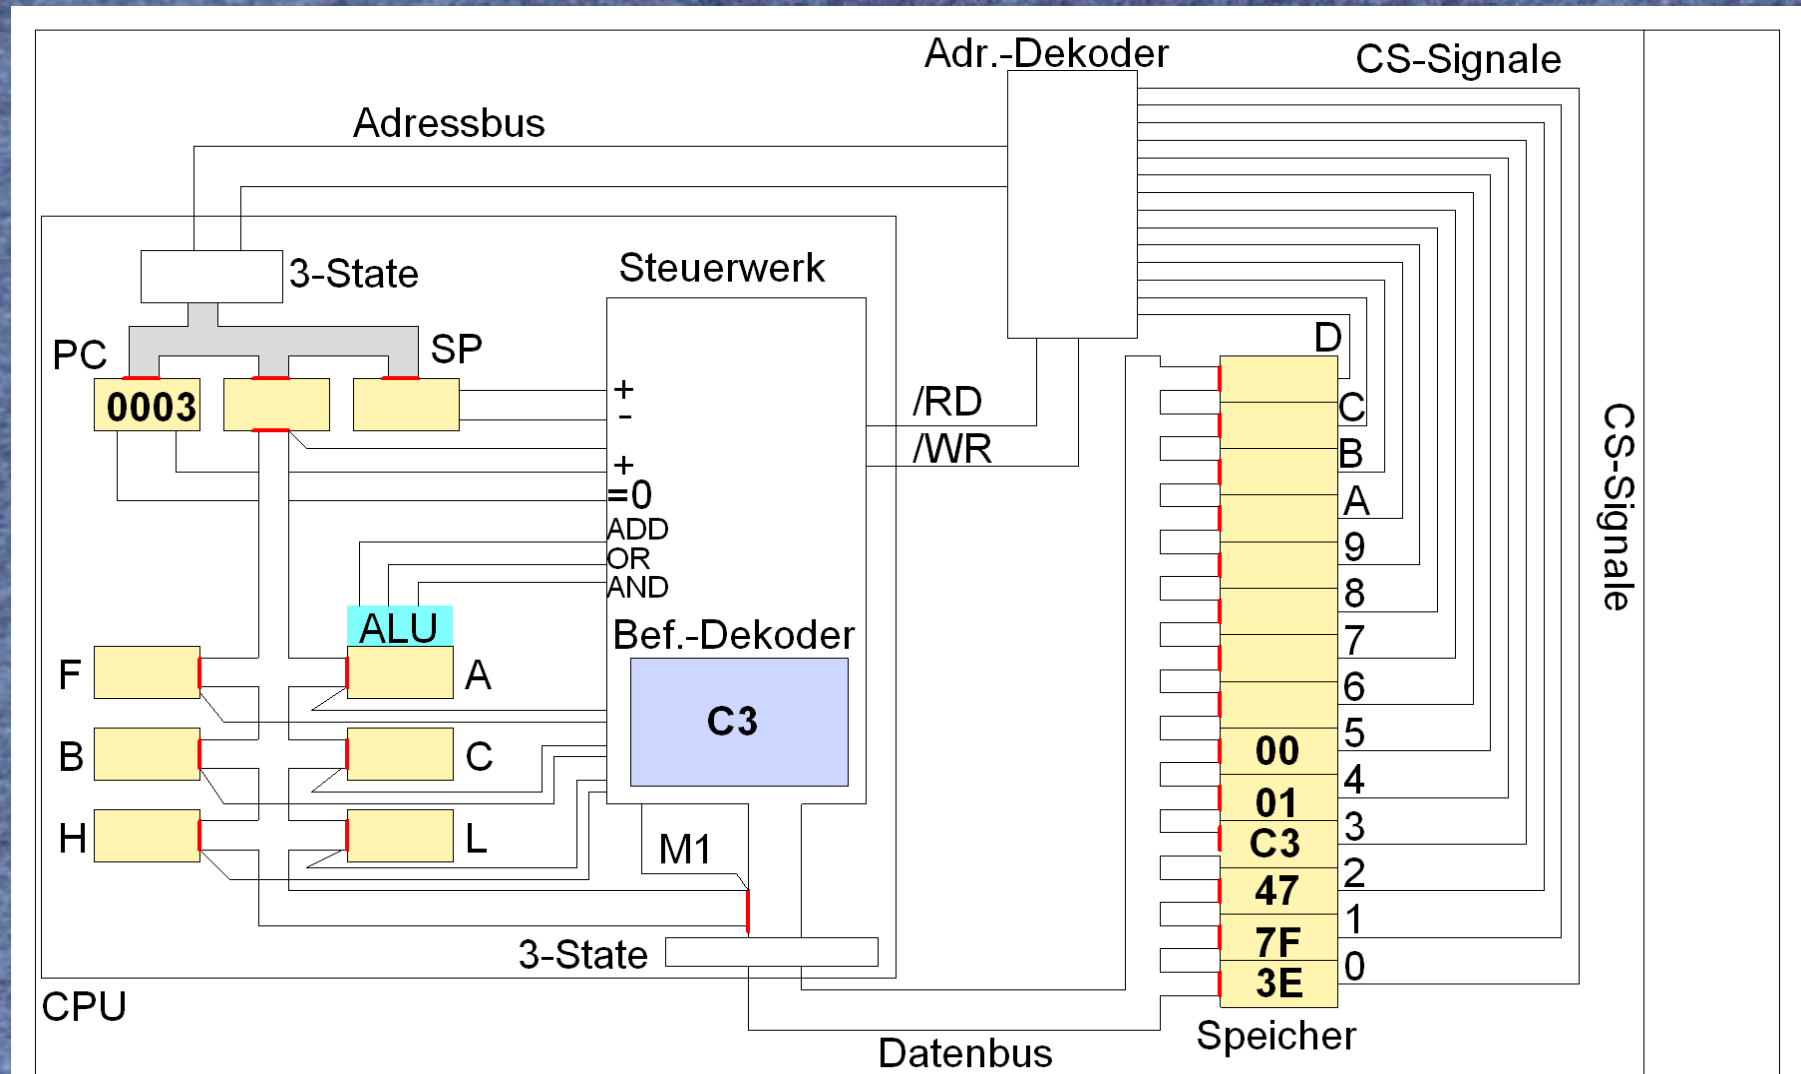 Adr.-Dekoder
CS-Signale
Adressbus
3-State
Steuerwerk
PC
SP
0003
+
-
+
=0
ADD
OR
AND
/RD
/WR
ALU
Bef.-Dekoder
C3
F
A
B
C
H
L
M1
3-State
CPU
Datenbus
D
C
B
A
9
8
7
6
5
00
4
01
3
C3
2
47
1
7F
0
3E
Speicher
CS-Signale